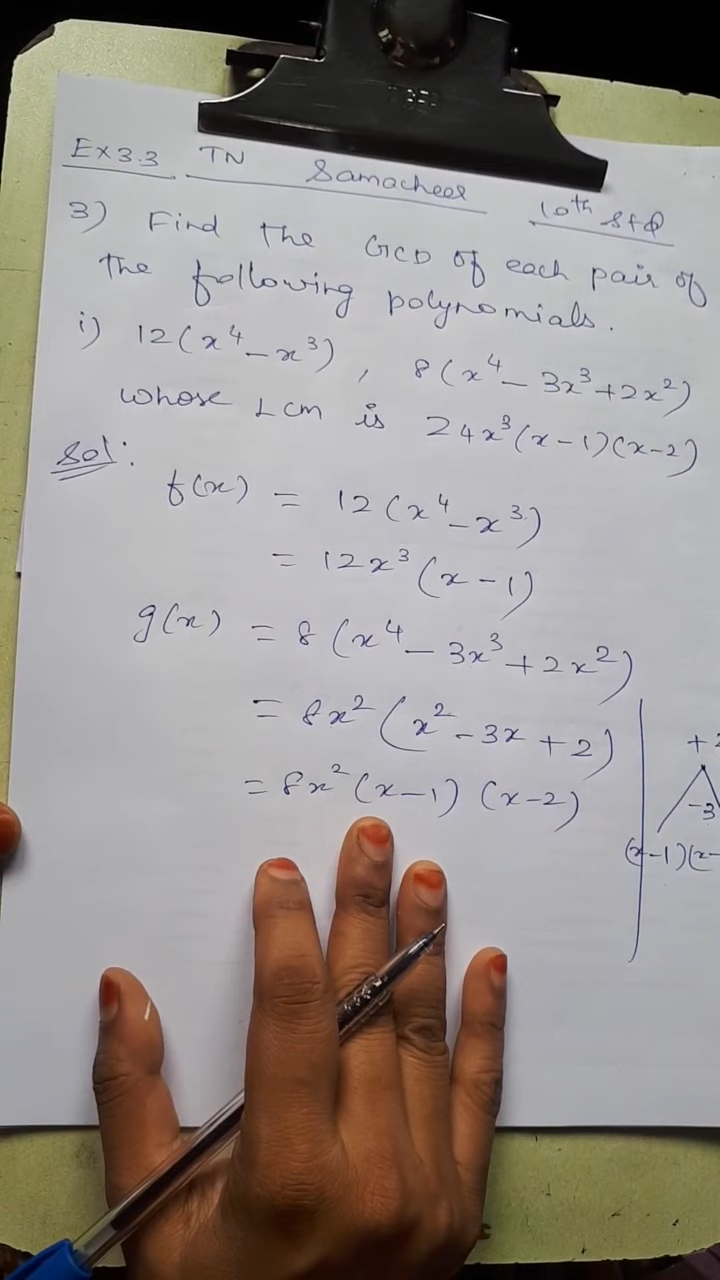 Ex 3.3 TN Samacheer 10th Std
3) Find the GCD of each pair of
the following polynomials.
i) 12(x⁴-x³), 8(x⁴-3x³+2x²)
whose LCM is 24x³(x-1)(x-2)
Sol:
f(x) = 12(x⁴-x³)
= 12x³(x-1)
g(x) = 8(x⁴-3x³+2x²)
= 8x²(x²-3x+2)
= 8x²(x-1)(x-2)
+2
-3
(x-1)(x-